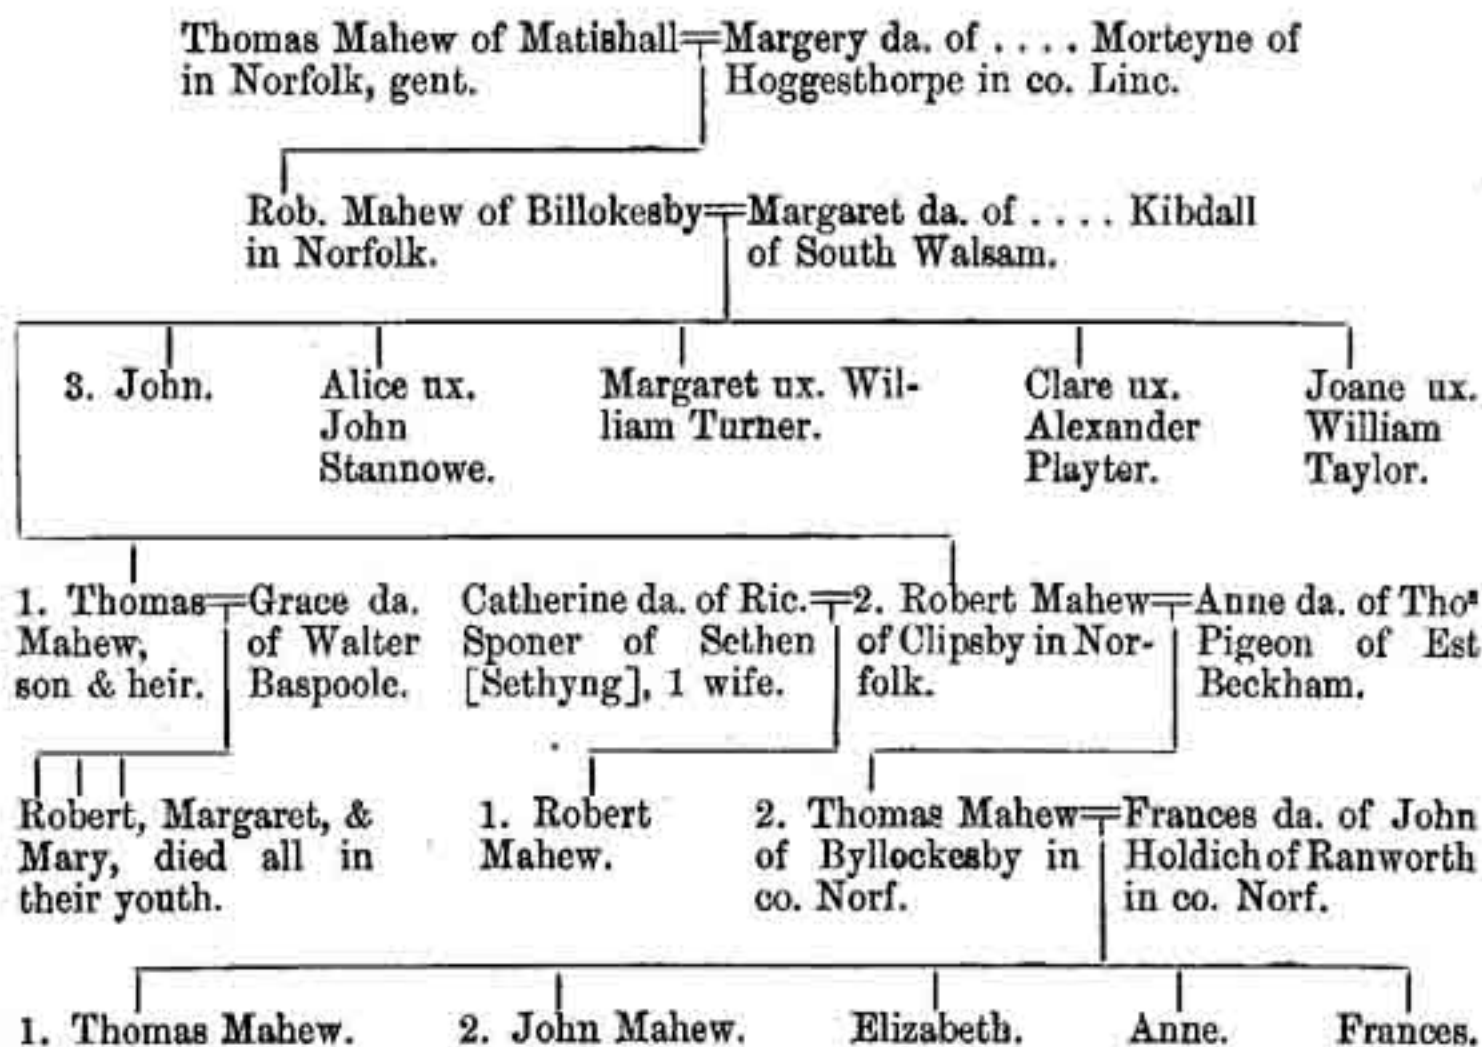 Thomas Mahew of Matishall
in Norfolk, gent.
Margery da. of .... Morteyne of
Hoggesthorpe in co. Linc.
Rob. Mahew of Billokesby
in Norfolk.
Margaret da. of .... Kibdall
of South Walsam.
3. John.
Alice ux.
John
Stannowe.
Margaret ux. Wil-
liam Turner.
Clare ux.
Alexander
Playter.
Joane ux.
William
Taylor.
1. Thomas
Mahew,
son & heir.
Grace da.
of Walter
Baspoole.
Catherine da. of Ric.
Sponer of Sethen
[Sethyng], 1 wife.
2. Robert Mahew
of Clipsby in Nor-
folk.
Anne da. of Thoˢ
Pigeon of Est
Beckham.
Robert, Margaret, &
Mary, died all in
their youth.
1. Robert
Mahew.
2. Thomas Mahew
of Byllockesby in
co. Norf.
Frances da. of John
Holdich of Ranworth
in co. Norf.
1. Thomas Mahew.
2. John Mahew.
Elizabeth.
Anne.
Frances.